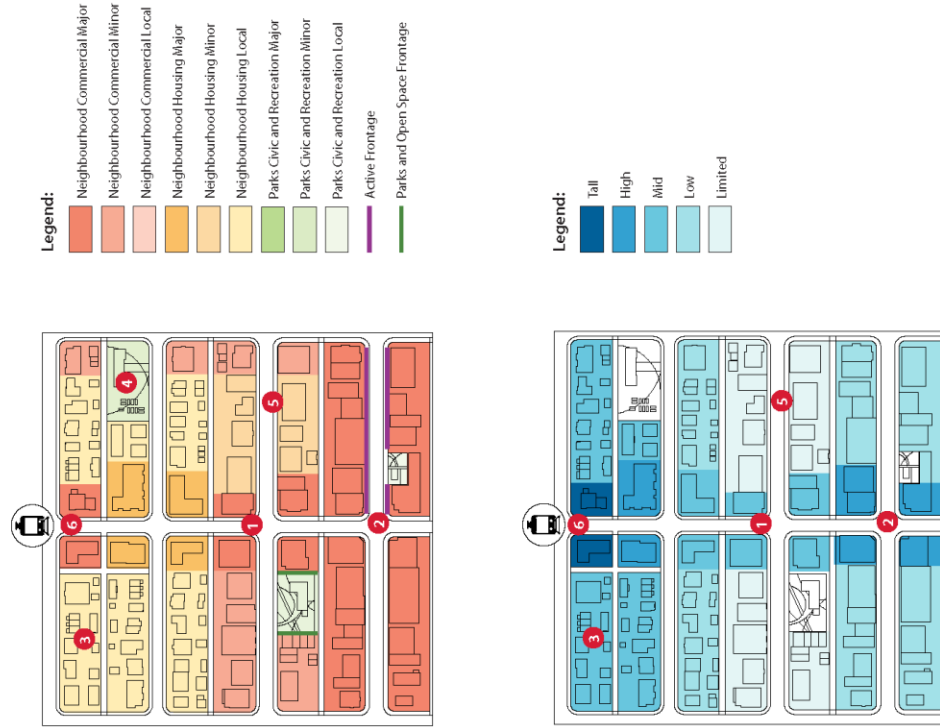 Legend:
Neighbourhood Commercial Major
Neighbourhood Commercial Minor
Neighbourhood Commercial Local
Neighbourhood Housing Major
Neighbourhood Housing Minor
Neighbourhood Housing Local
Parks Civic and Recreation Major
Parks Civic and Recreation Minor
Parks Civic and Recreation Local
Active Frontage
Parks and Open Space Frontage
6
4
3
1
5
2
Legend:
Tall
High
Mid
Low
Limited
6
3
1
5
2